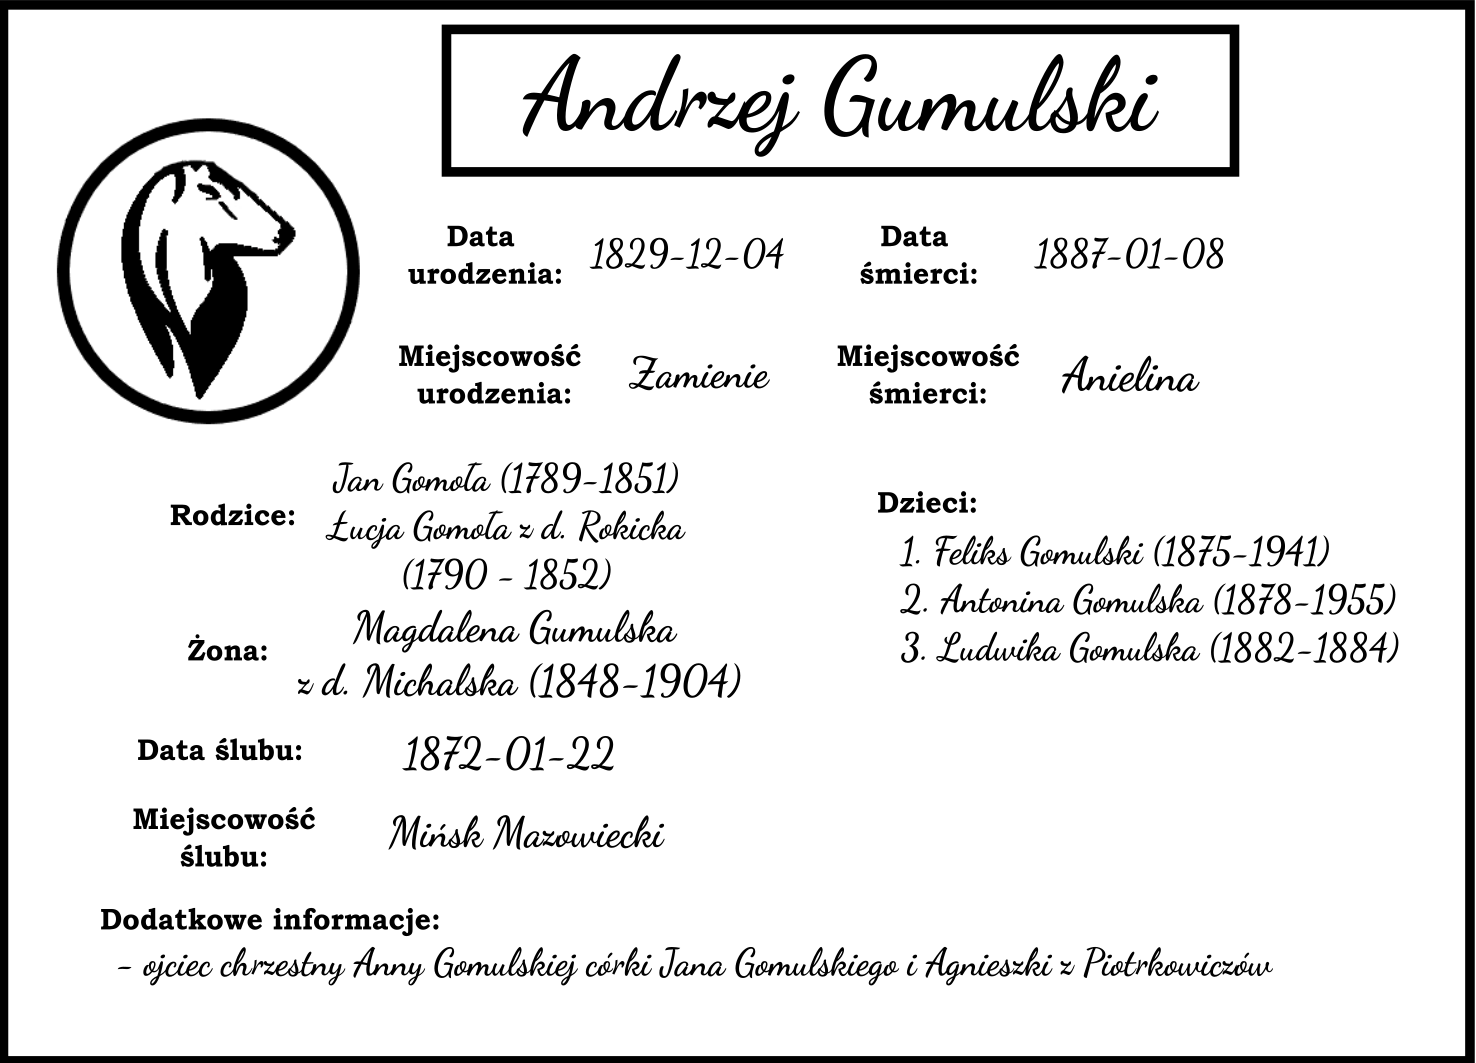 Andrzej Gumulski
Data urodzenia: 1829-12-04
Data śmierci: 1887-01-08
Miejscowość urodzenia: Zamienie
Miejscowość śmierci: Anielina
Rodzice: Jan Gomoła (1789-1851)
Łucja Gomoła z d. Rokicka
(1790 - 1852)
Żona: Magdalena Gumulska
z d. Michalska (1848-1904)
Dzieci:
1. Feliks Gomulski (1875-1941)
2. Antonina Gomulska (1878-1955)
3. Ludwika Gomulska (1882-1884)
Data ślubu: 1872-01-22
Miejscowość ślubu: Mińsk Mazowiecki
Dodatkowe informacje:
- ojciec chrzestny Anny Gomulskiej córki Jana Gomulskiego i Agnieszki z Piotrkowiczów